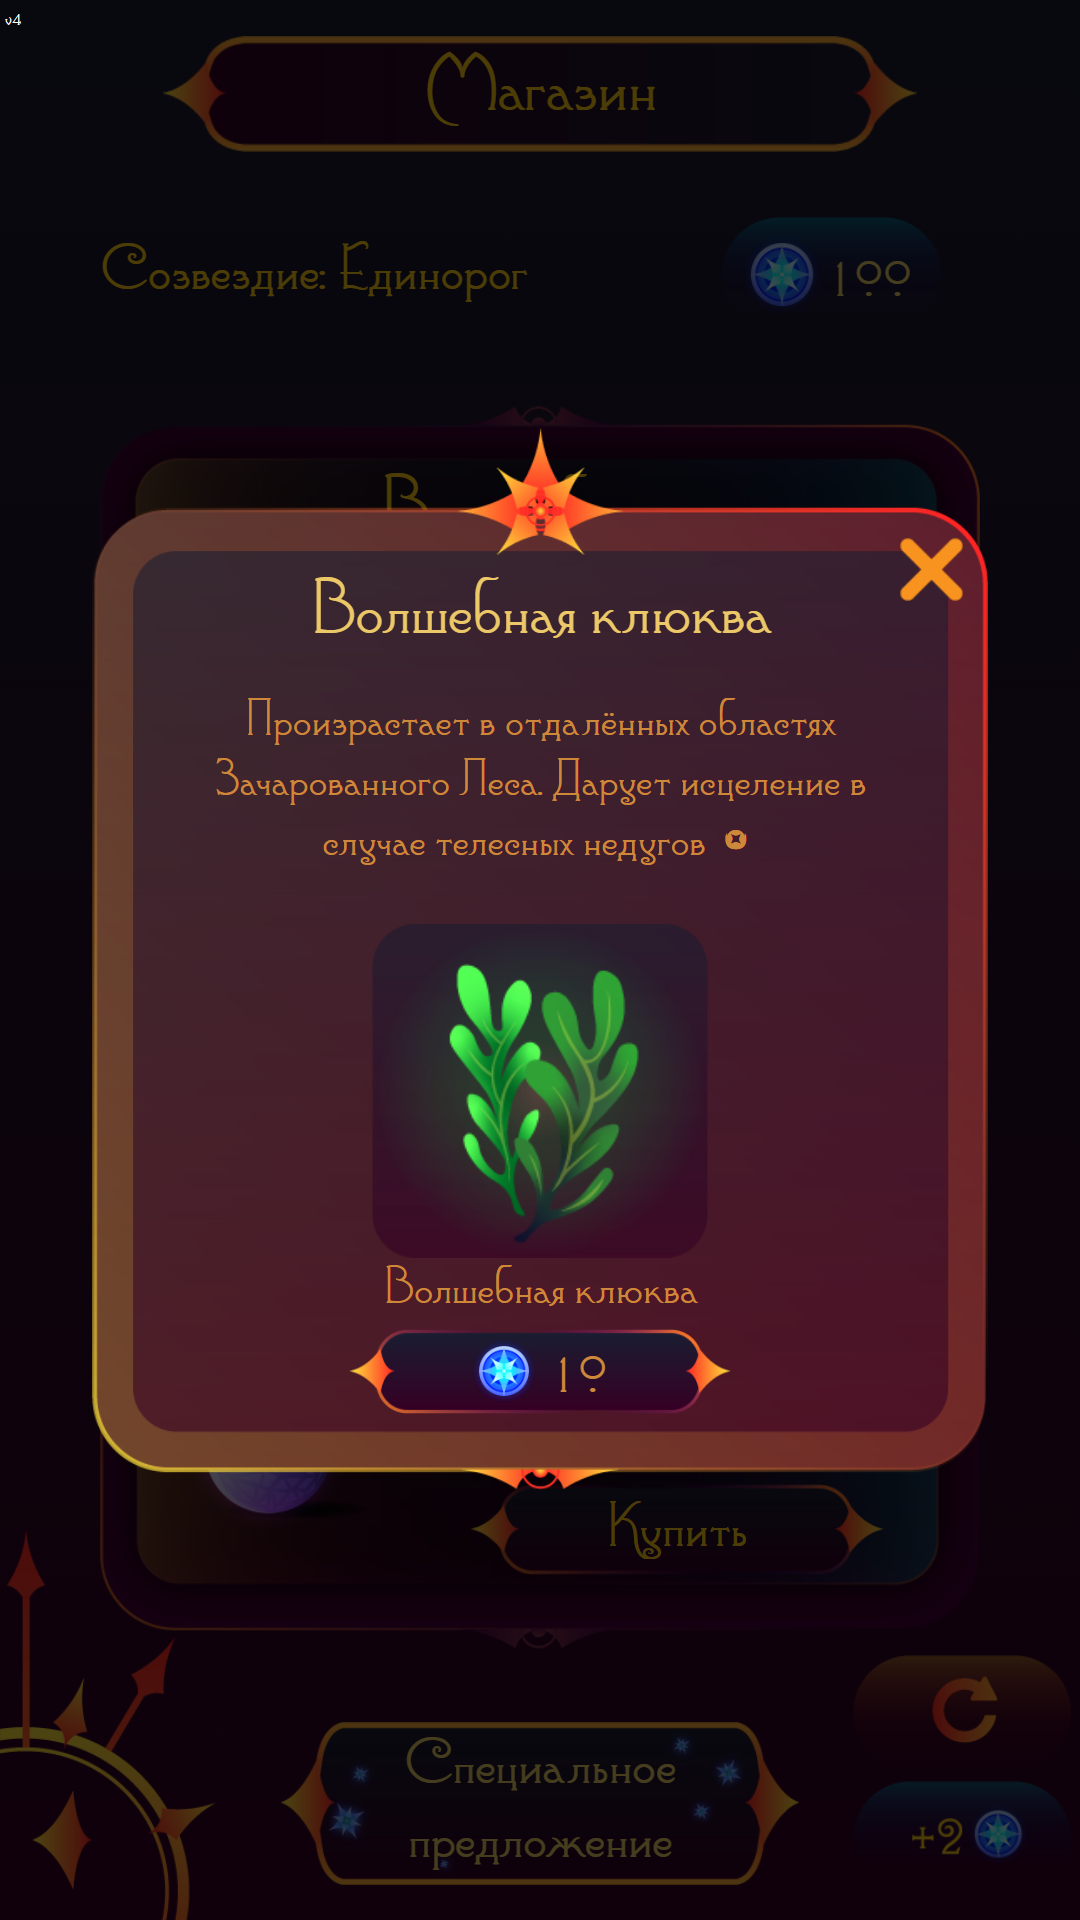 v4
Магазин
Созвездие: Единорог
100
Волшебная клюква
Произрастает в отдалённых областях
Зачарованного Леса. Дарует исцеление в
случае телесных недугов
Волшебная клюква
10
Купить
Специальное
предложение
+2